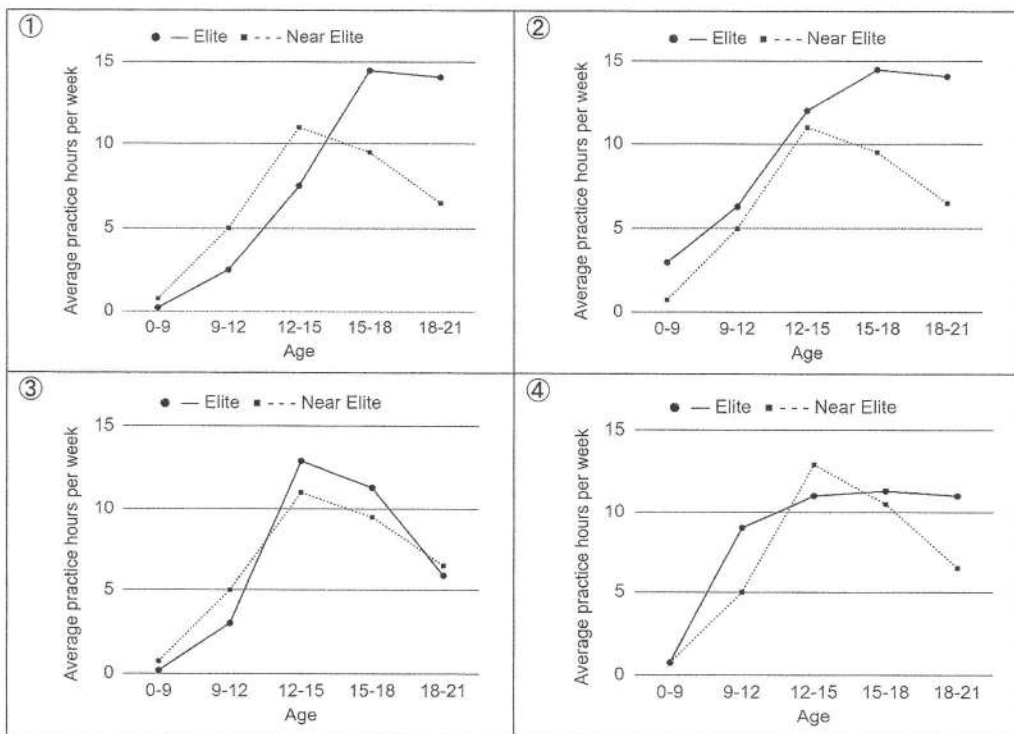 ①
Elite Near Elite
Average practice hours per week
15
10
5
0
0-9 9-12 12-15 15-18 18-21
Age
②
Elite Near Elite
Average practice hours per week
15
10
5
0
0-9 9-12 12-15 15-18 18-21
Age
③
Elite Near Elite
Average practice hours per week
15
10
5
0
0-9 9-12 12-15 15-18 18-21
Age
④
Elite Near Elite
Average practice hours per week
15
10
5
0
0-9 9-12 12-15 15-18 18-21
Age